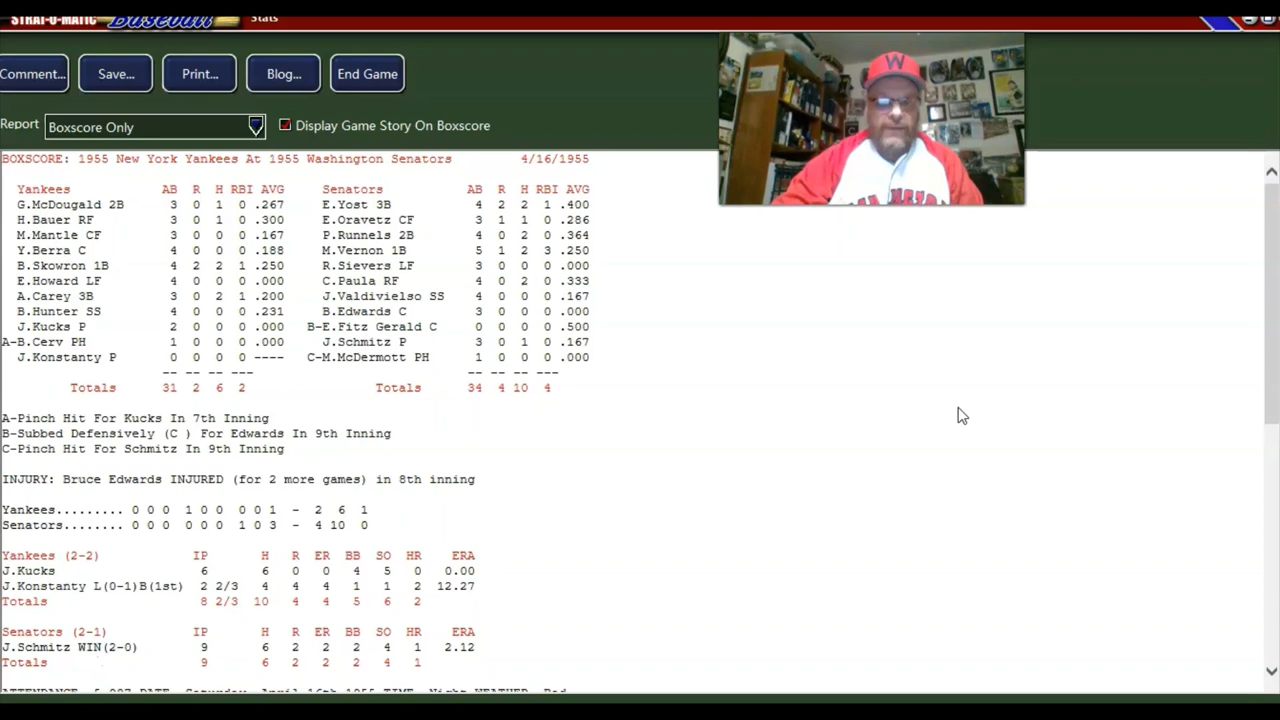 STRAT-O-MATIC Baseball Stats
Comment... Save... Print... Blog... End Game
Report Boxscore Only Display Game Story On Boxscore
W
BOXSCORE: 1955 New York Yankees At 1955 Washington Senators 4/16/1955
Yankees AB R H RBI AVG Senators AB R H RBI AVG
G.McDougald 2B 3 0 1 0 .267 E.Yost 3B 4 2 2 1 .400
H.Bauer RF 3 0 1 0 .300 E.Oravetz CF 3 1 1 0 .286
M.Mantle CF 3 0 0 0 .167 P.Runnels 2B 4 0 2 0 .364
Y.Berra C 4 0 0 0 .188 M.Vernon 1B 5 1 2 3 .250
B.Skowron 1B 4 2 2 1 .250 R.Sievers LF 3 0 0 0 .000
E.Howard LF 4 0 0 0 .000 C.Paula RF 4 0 2 0 .333
A.Carey 3B 3 0 2 1 .200 J.Valdivielso SS 4 0 0 0 .167
B.Hunter SS 4 0 0 0 .231 B.Edwards C 3 0 0 0 .000
J.Kucks P 2 0 0 0 .000 B-E.Fitz Gerald C 0 0 0 0 .500
A-B.Cerv PH 1 0 0 0 .000 J.Schmitz P 3 0 1 0 .167
J.Konstanty P 0 0 0 0 ---- C-M.McDermott PH 1 0 0 0 .000
-- -- -- --- -- -- -- ---
Totals 31 2 6 2 Totals 34 4 10 4
A-Pinch Hit For Kucks In 7th Inning
B-Subbed Defensively (C ) For Edwards In 9th Inning
C-Pinch Hit For Schmitz In 9th Inning
INJURY: Bruce Edwards INJURED (for 2 more games) in 8th inning
Yankees......... 0 0 0 1 0 0 0 0 1 - 2 6 1
Senators........ 0 0 0 0 0 0 1 0 3 - 4 10 0
Yankees (2-2) IP H R ER BB SO HR ERA
J.Kucks 6 6 0 0 4 5 0 0.00
J.Konstanty L(0-1)B(1st) 2 2/3 4 4 4 1 1 2 12.27
Totals 8 2/3 10 4 4 5 6 2
Senators (2-1) IP H R ER BB SO HR ERA
J.Schmitz WIN(2-0) 9 6 2 2 2 4 1 2.12
Totals 9 6 2 2 2 4 1